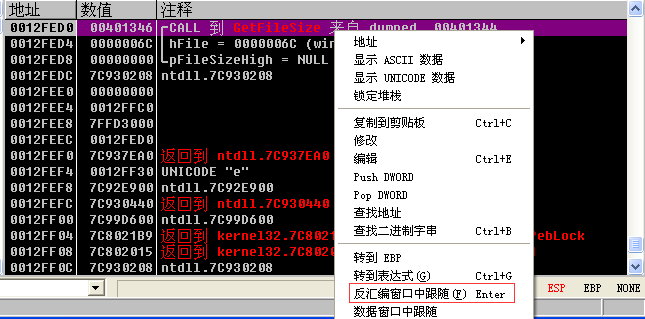 地址 数值 注释
0012FED0 00401346 CALL 到 GetFileSize 来自 dumped_.00401344
0012FED4 0000006C hFile = 0000006C (win
0012FED8 00000000 pFileSizeHigh = NULL
0012FEDC 7C930208 ntdll.7C930208
0012FEE0 00000000
0012FEE4 0012FFC0
0012FEE8 7FFD3000
0012FEEC 0012FED0
0012FEF0 7C937EA0 返回到 ntdll.7C937EA0
0012FEF4 0012FF30 UNICODE "e"
0012FEF8 7C92E900 ntdll.7C92E900
0012FEFC 7C930440 返回到 ntdll.7C930440
0012FF00 7C99D600 ntdll.7C99D600
0012FF04 7C8021B9 返回到 kernel32.7C8021 ebLock
0012FF08 7C802015 返回到 kernel32.7C8020
0012FF0C 7C930208 ntdll.7C930208
地址
显示 ASCII 数据
显示 UNICODE 数据
锁定堆栈
复制到剪贴板 Ctrl+C
修改
编辑 Ctrl+E
Push DWORD
Pop DWORD
查找地址
查找二进制字串 Ctrl+B
转到 EBP
转到表达式(G) Ctrl+G
反汇编窗口中跟随(F) Enter
数据窗口中跟随
ESP EBP NONE